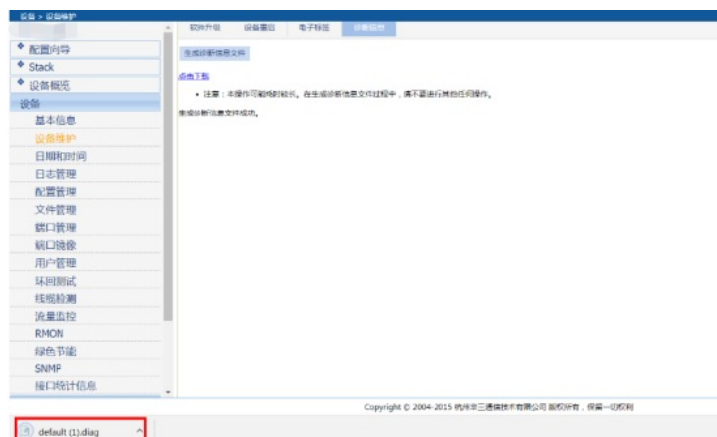 设备 > 设备维护
软件升级 设备重启 电子标签 诊断信息
配置向导
Stack
设备概览
设备
基本信息
设备维护
日期和时间
日志管理
配置管理
文件管理
端口管理
端口镜像
用户管理
环回测试
线缆检测
流量监控
RMON
绿色节能
SNMP
接口统计信息
生成诊断信息文件
点击下载
注意：本操作可能耗时较长。在生成诊断信息文件过程中，请不要进行其他任何操作。
生成诊断信息文件成功。
Copyright © 2004-2015 杭州华三通信技术有限公司 版权所有，保留一切权利
default (1).diag